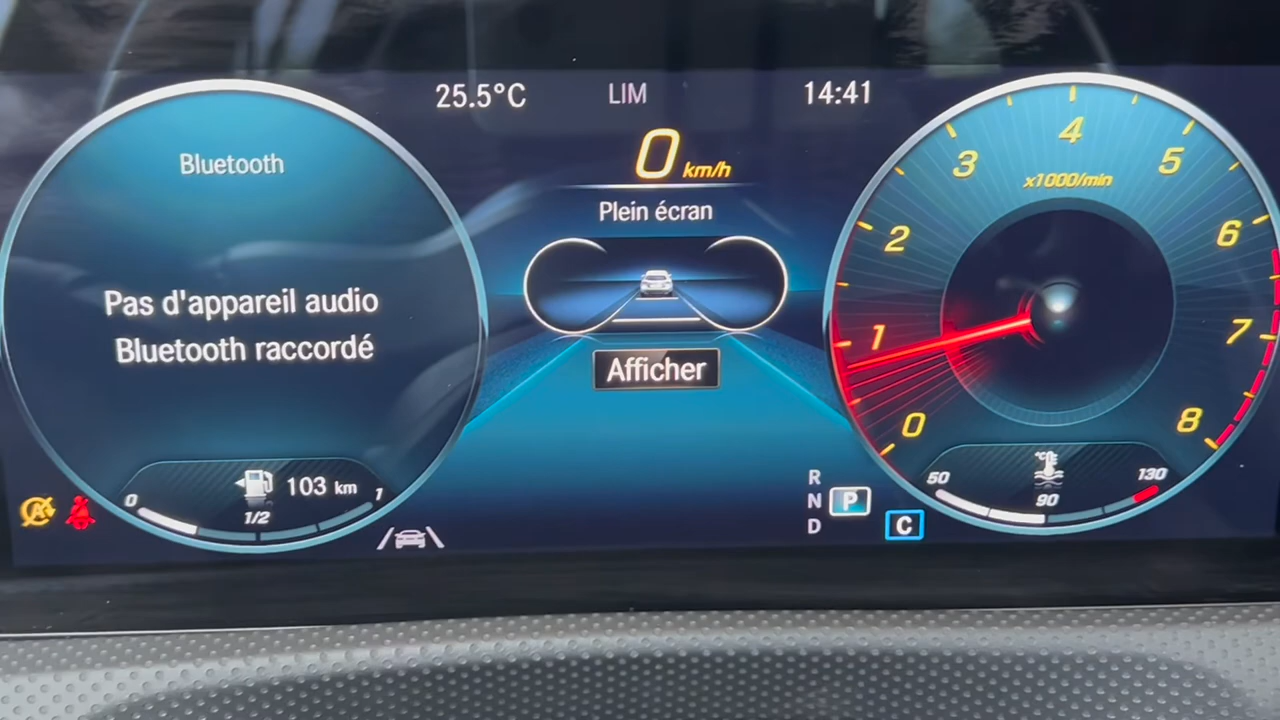 25.5°C LIM 14:41
0 km/h
Bluetooth
Pas d'appareil audio
Bluetooth raccordé
Plein écran
Afficher
0 1/2 1
103 km
A
R
N P
D
C
x1000/min
0 1 2 3 4 5 6 7 8
°C
50 90 130